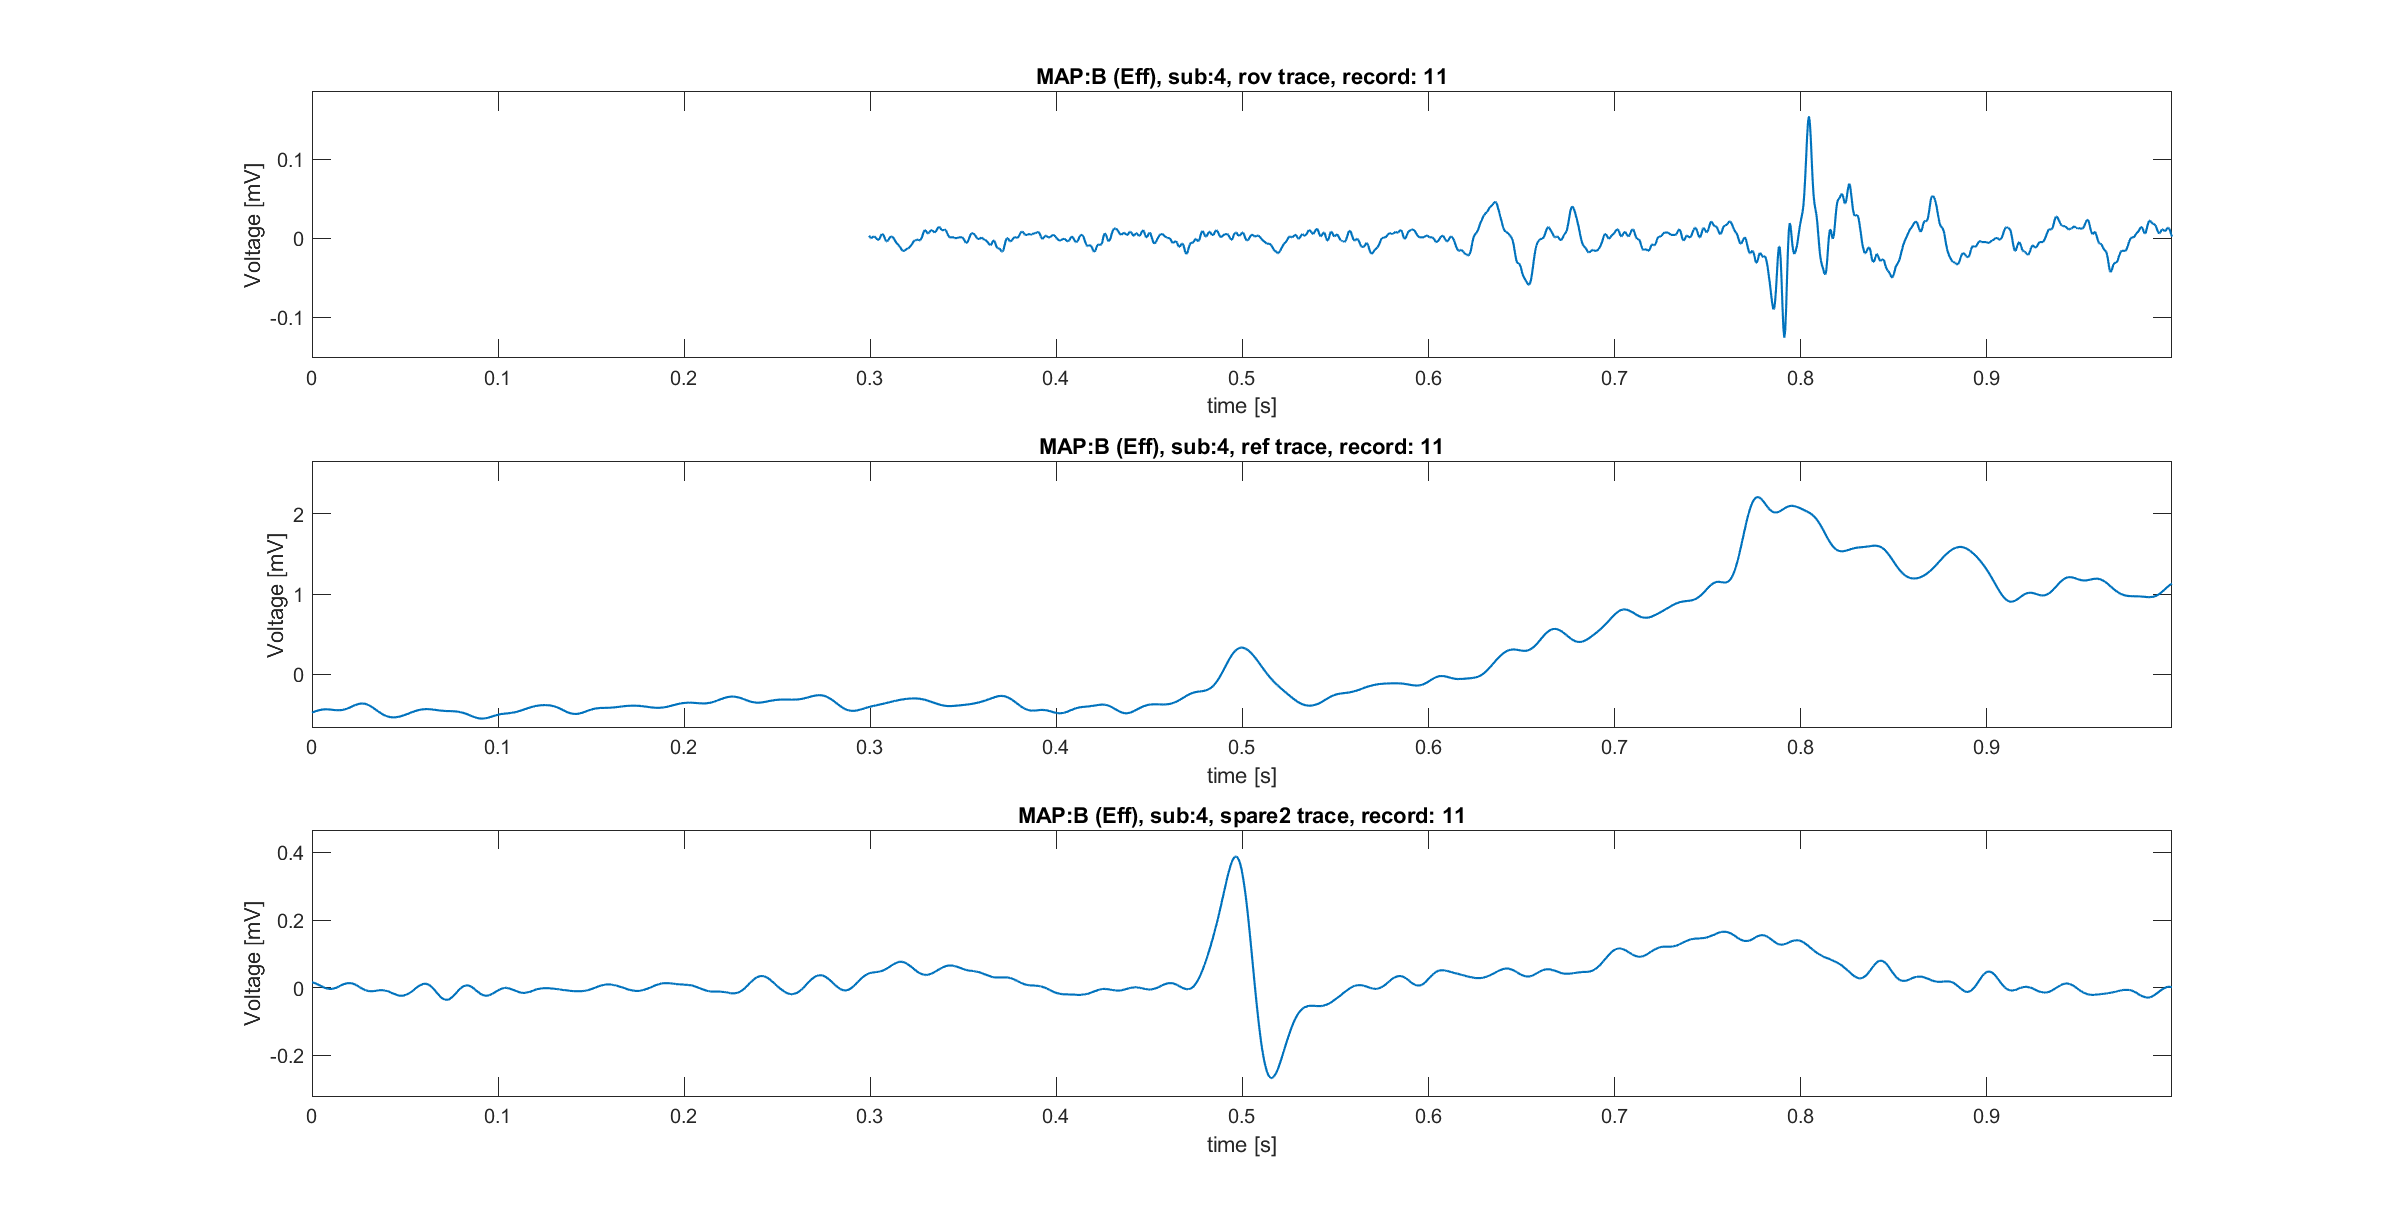 MAP:B (Eff), sub:4, rov trace, record: 11
Voltage [mV]
0.1
0
-0.1
0 0.1 0.2 0.3 0.4 0.5 0.6 0.7 0.8 0.9
time [s]
MAP:B (Eff), sub:4, ref trace, record: 11
Voltage [mV]
2
1
0
0 0.1 0.2 0.3 0.4 0.5 0.6 0.7 0.8 0.9
time [s]
MAP:B (Eff), sub:4, spare2 trace, record: 11
Voltage [mV]
0.4
0.2
0
-0.2
0 0.1 0.2 0.3 0.4 0.5 0.6 0.7 0.8 0.9
time [s]